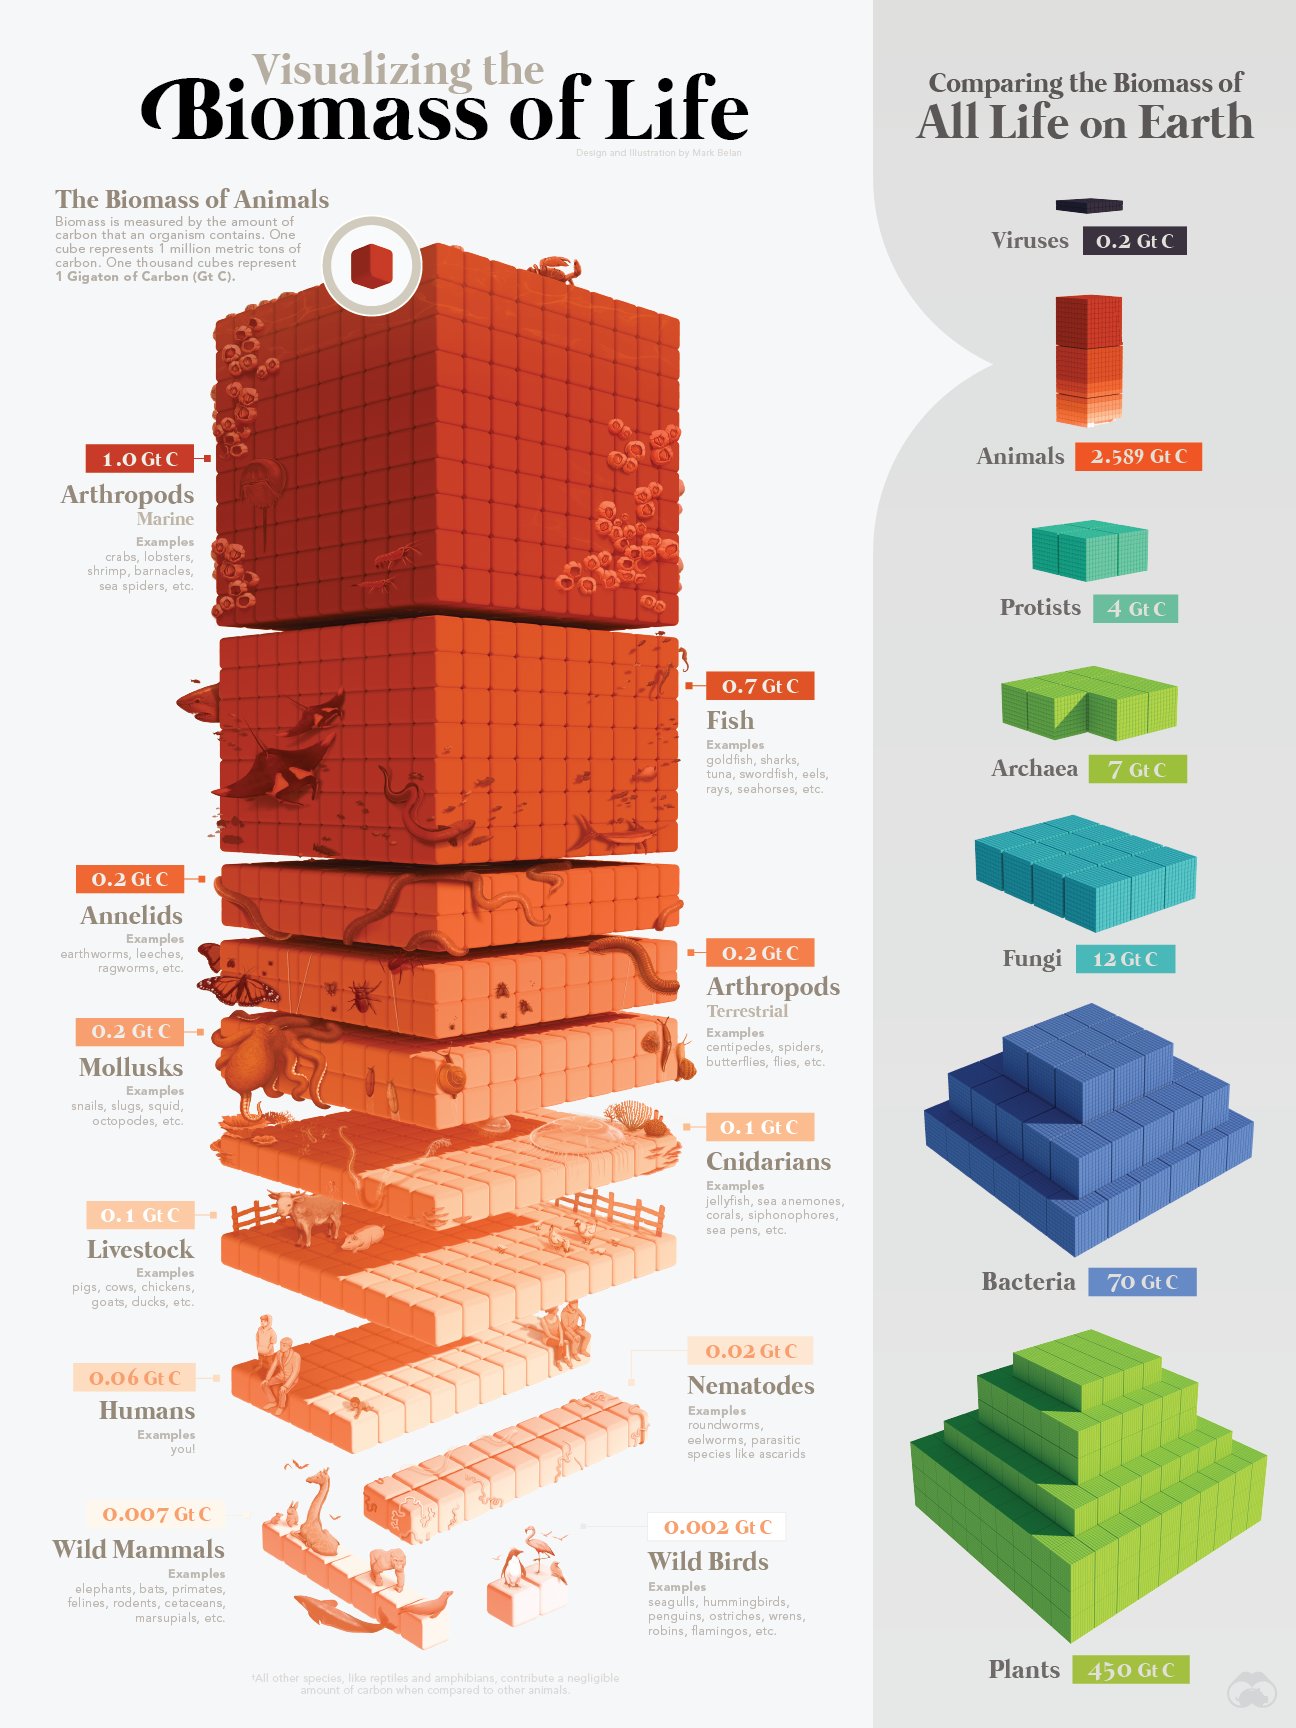 Visualizing the
Biomass of Life
Design and Illustration by Mark Belan
The Biomass of Animals
Biomass is measured by the amount of
carbon that an organism contains. One
cube represents 1 million metric tons of
carbon. One thousand cubes represent
1 Gigaton of Carbon (Gt C).
1.0 Gt C
Arthropods
Marine
Examples
crabs, lobsters,
shrimp, barnacles,
sea spiders, etc.
0.7 Gt C
Fish
Examples
goldfish, sharks,
tuna, swordfish, eels,
rays, seahorses, etc.
0.2 Gt C
Annelids
Examples
earthworms, leeches,
ragworms, etc.
0.2 Gt C
Arthropods
Terrestrial
Examples
centipedes, spiders,
butterflies, flies, etc.
0.2 Gt C
Mollusks
Examples
snails, slugs, squid,
octopodes, etc.
0.1 Gt C
Cnidarians
Examples
jellyfish, sea anemones,
corals, siphonophores,
sea pens, etc.
0.1 Gt C
Livestock
Examples
pigs, cows, chickens,
goats, ducks, etc.
0.06 Gt C
Humans
Examples
you!
0.02 Gt C
Nematodes
Examples
roundworms,
eelworms, parasitic
species like ascarids
0.007 Gt C
Wild Mammals
Examples
elephants, bats, primates,
felines, rodents, cetaceans,
marsupials, etc.
0.002 Gt C
Wild Birds
Examples
seagulls, hummingbirds,
penguins, ostriches, wrens,
robins, flamingos, etc.
†All other species, like reptiles and amphibians, contribute a negligible
amount of carbon when compared to other animals.
Comparing the Biomass of
All Life on Earth
Viruses 0.2 Gt C
Animals 2.589 Gt C
Protists 4 Gt C
Archaea 7 Gt C
Fungi 12 Gt C
Bacteria 70 Gt C
Plants 450 Gt C